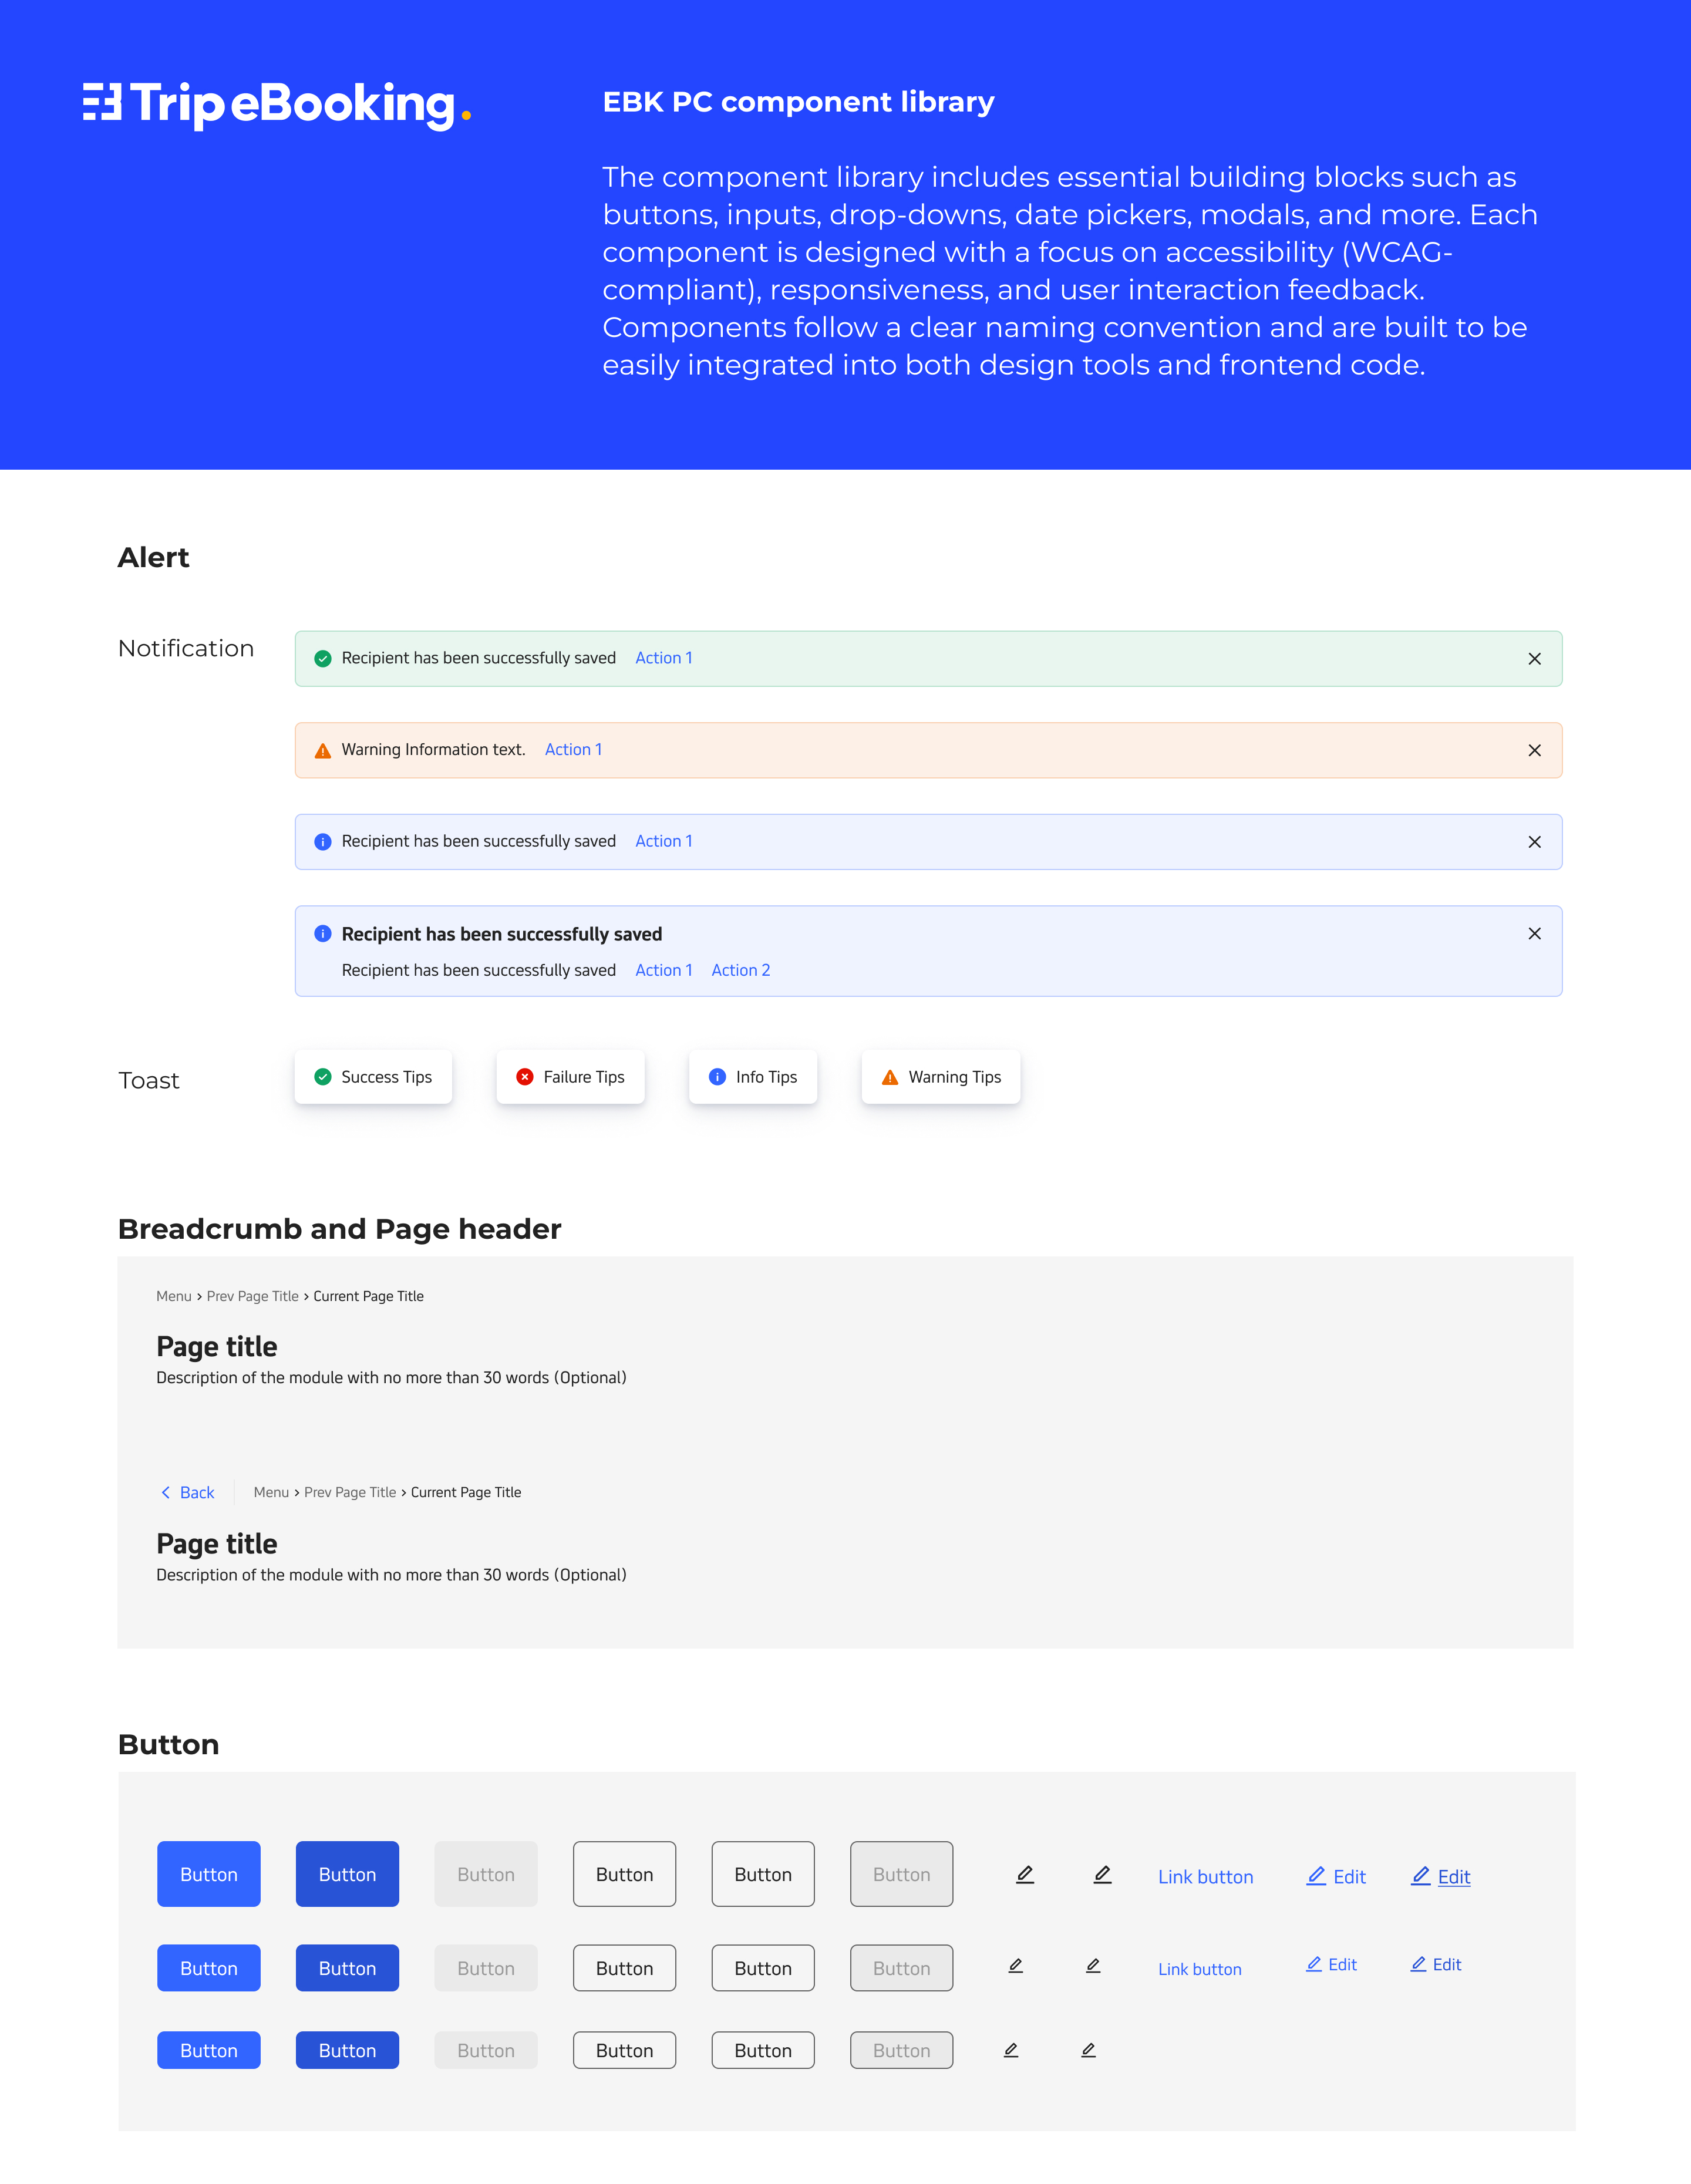 Trip eBooking.
EBK PC component library
The component library includes essential building blocks such as
buttons, inputs, drop-downs, date pickers, modals, and more. Each
component is designed with a focus on accessibility (WCAG-
compliant), responsiveness, and user interaction feedback.
Components follow a clear naming convention and are built to be
easily integrated into both design tools and frontend code.
Alert
Notification
Recipient has been successfully saved Action 1
Warning Information text. Action 1
Recipient has been successfully saved Action 1
Recipient has been successfully saved
Recipient has been successfully saved Action 1 Action 2
Toast
Success Tips Failure Tips Info Tips Warning Tips
Breadcrumb and Page header
Menu > Prev Page Title > Current Page Title
Page title
Description of the module with no more than 30 words (Optional)
Back Menu > Prev Page Title > Current Page Title
Page title
Description of the module with no more than 30 words (Optional)
Button
Button Button Button Button Button Button Link button Edit Edit
Button Button Button Button Button Button Link button Edit Edit
Button Button Button Button Button Button